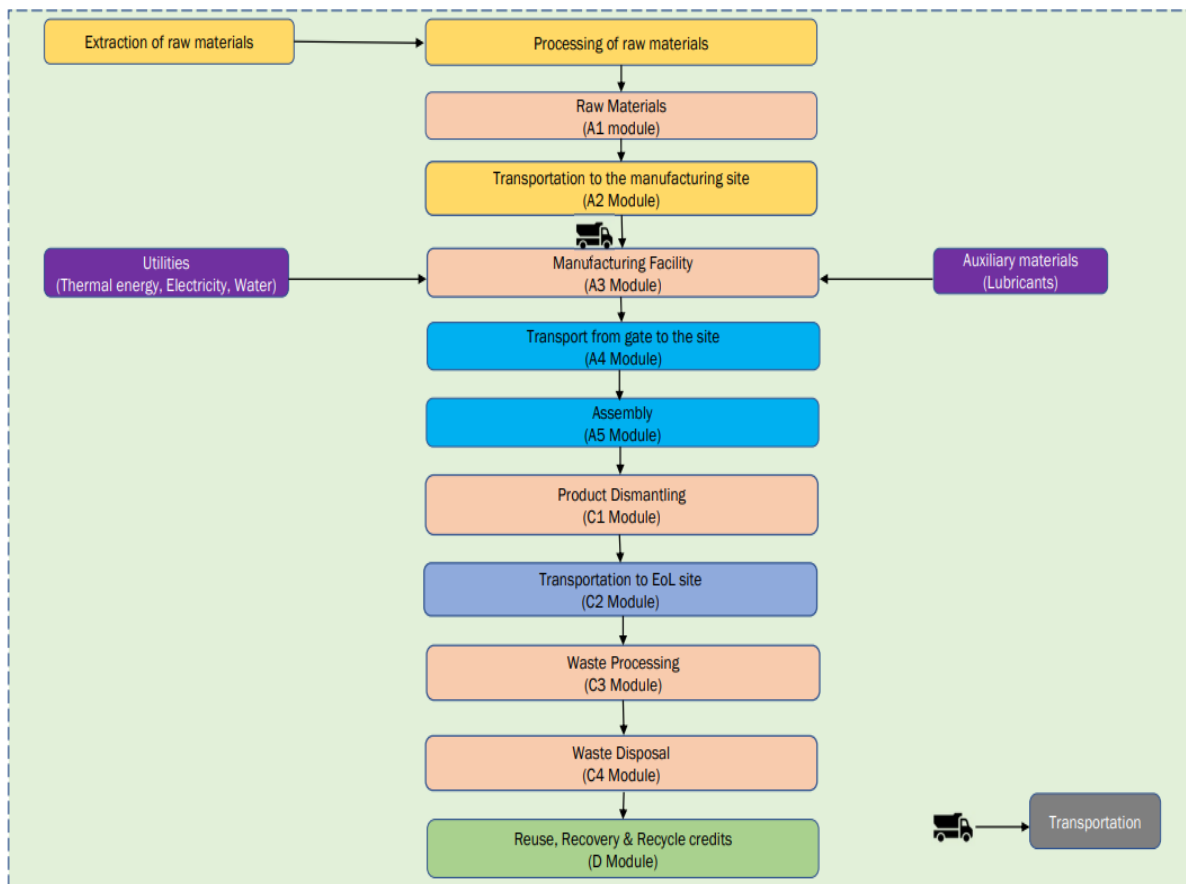 Extraction of raw materials
Processing of raw materials
Raw Materials
(A1 module)
Transportation to the manufacturing site
(A2 Module)
Utilities
(Thermal energy, Electricity, Water)
Manufacturing Facility
(A3 Module)
Auxiliary materials
(Lubricants)
Transport from gate to the site
(A4 Module)
Assembly
(A5 Module)
Product Dismantling
(C1 Module)
Transportation to EoL site
(C2 Module)
Waste Processing
(C3 Module)
Waste Disposal
(C4 Module)
Transportation
Reuse, Recovery & Recycle credits
(D Module)